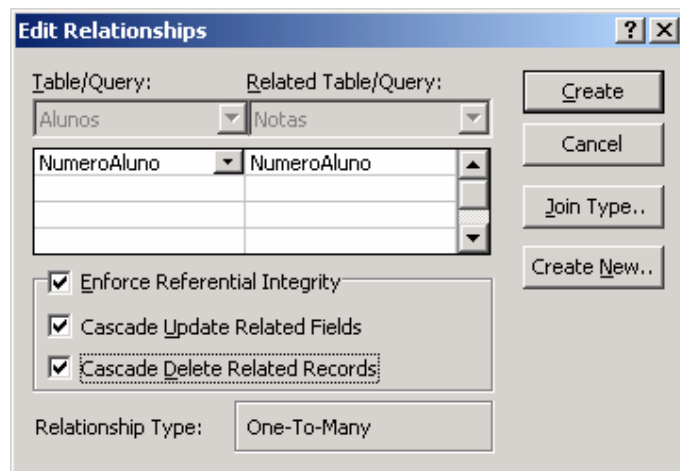 Edit Relationships
Table/Query: Related Table/Query:
Alunos Notas
NumeroAluno NumeroAluno
Enforce Referential Integrity
Cascade Update Related Fields
Cascade Delete Related Records
Relationship Type: One-To-Many
Create
Cancel
Join Type..
Create New..